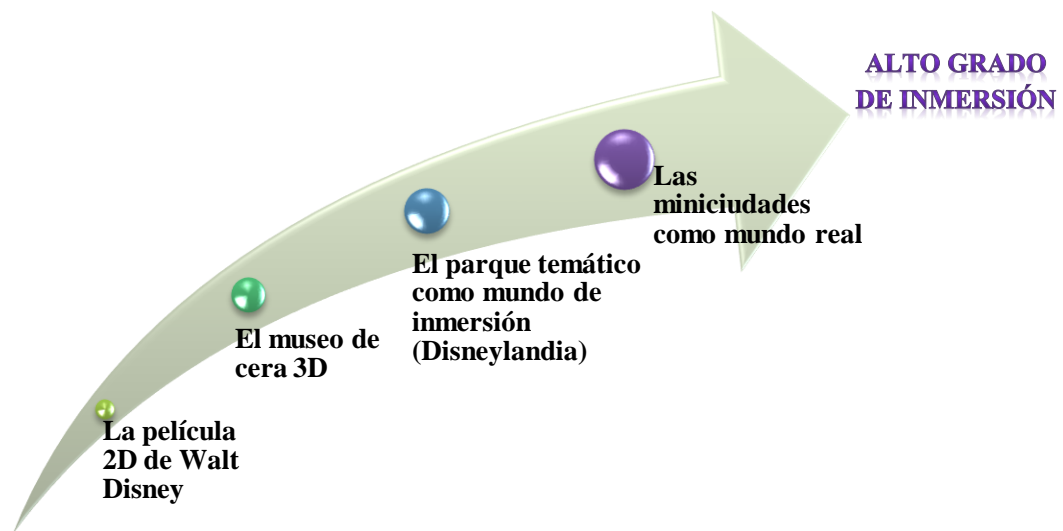 ALTO GRADO
DE INMERSIÓN
Las
miniciudades
como mundo real
El parque temático
como mundo de
inmersión
(Disneylandia)
El museo de
cera 3D
La película
2D de Walt
Disney